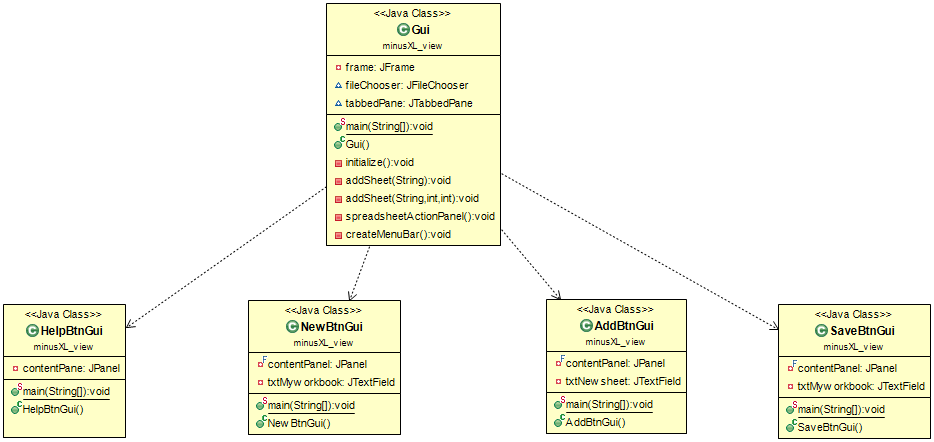 <<Java Class>>
Gui
minusXL_view
frame: JFrame
fileChooser: JFileChooser
tabbedPane: JTabbedPane
main(String[]):void
Gui()
initialize():void
addSheet(String):void
addSheet(String,int,int):void
spreadsheetActionPanel():void
createMenuBar():void
<<Java Class>>
HelpBtnGui
minusXL_view
contentPane: JPanel
main(String[]):void
HelpBtnGui()
<<Java Class>>
NewBtnGui
minusXL_view
contentPanel: JPanel
txtMyw orkbook: JTextField
main(String[]):void
New BtnGui()
<<Java Class>>
AddBtnGui
minusXL_view
contentPanel: JPanel
txtNew sheet: JTextField
main(String[]):void
AddBtnGui()
<<Java Class>>
SaveBtnGui
minusXL_view
contentPanel: JPanel
txtMyw orkbook: JTextField
main(String[]):void
SaveBtnGui()